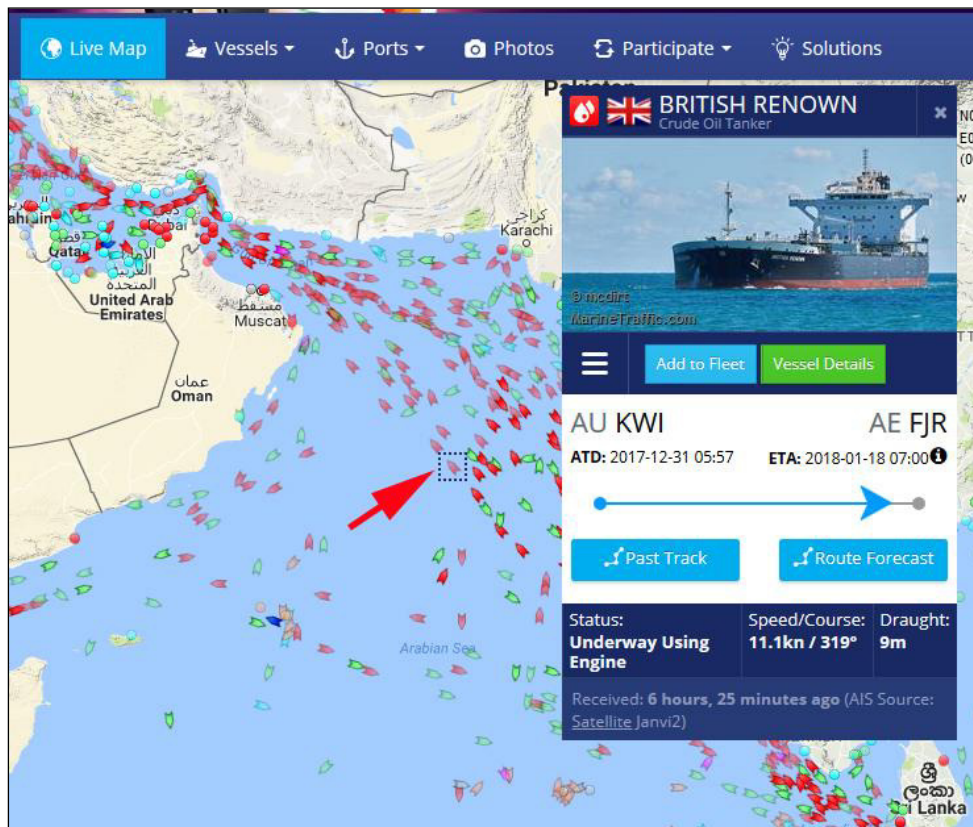 Live Map
Vessels
Ports
Photos
Participate
Solutions
BRITISH RENOWN
Crude Oil Tanker
© mcdirt
MarineTraffic.com
Add to Fleet
Vessel Details
AU KWI
AE FJR
ATD: 2017-12-31 05:57
ETA: 2018-01-18 07:00
Past Track
Route Forecast
Status:
Underway Using
Engine
Speed/Course:
11.1kn / 319°
Draught:
9m
Received: 6 hours, 25 minutes ago (AIS Source:
Satellite Janvi2)
كراچی
Karachi
United Arab
Emirates
مسقط
Muscat
عمان
Oman
Arabian Sea
ශ්‍රී
ලංකා
Sri Lanka